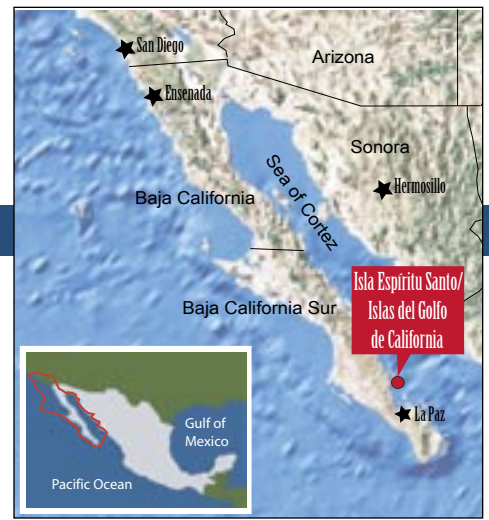 San Diego
Arizona
Ensenada
Sonora
Sea of Cortez
Hermosillo
Baja California
Isla Espíritu Santo/
Islas del Golfo
de California
Baja California Sur
La Paz
Gulf of
Mexico
Pacific Ocean